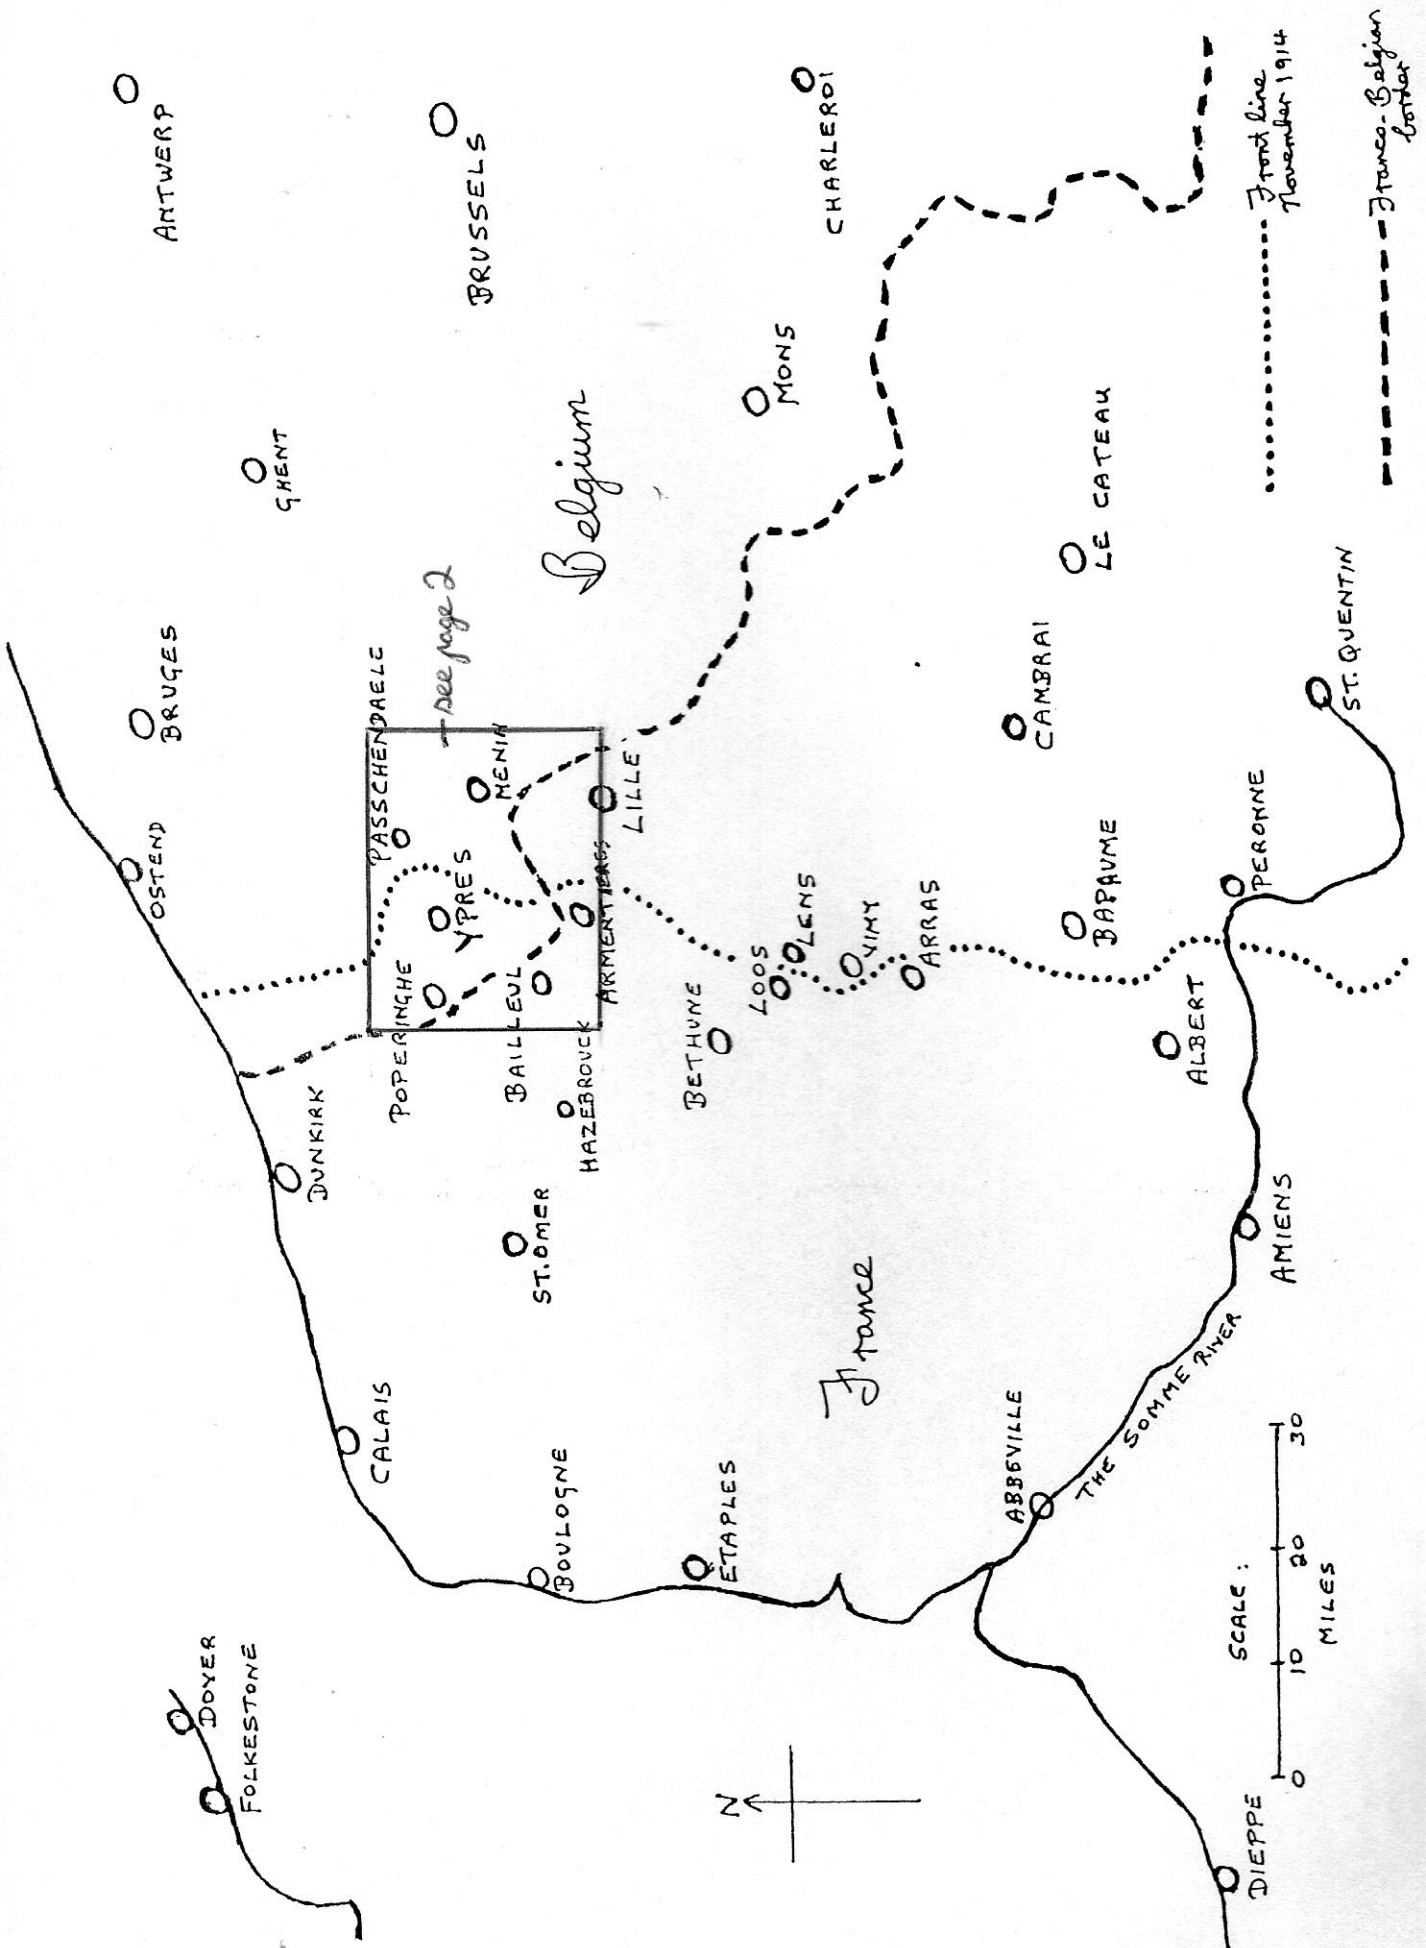 ANTWERP
OSTEND
BRUGES
DOVER
FOLKESTONE
GHENT
DUNKIRK
PASSCHENDAELE
CALAIS
POPERINGHE
YPRES
— see page 2
BRUSSELS
MENIN
BAILLEUL
ST. OMER
BOULOGNE
HAZEBROUCK
ARMENTIERES
Belgium
LILLE
BETHUNE
ETAPLES
N
LOOS
LENS
MONS
CHARLEROI
VIMY
France
ARRAS
ABBEVILLE
CAMBRAI
THE SOMME RIVER
BAPAUME
LE CATEAU
ALBERT
PERONNE
DIEPPE
AMIENS
SCALE:
0 10 20 30
MILES
ST. QUENTIN
Front line
November 1914
Franco-Belgian
border